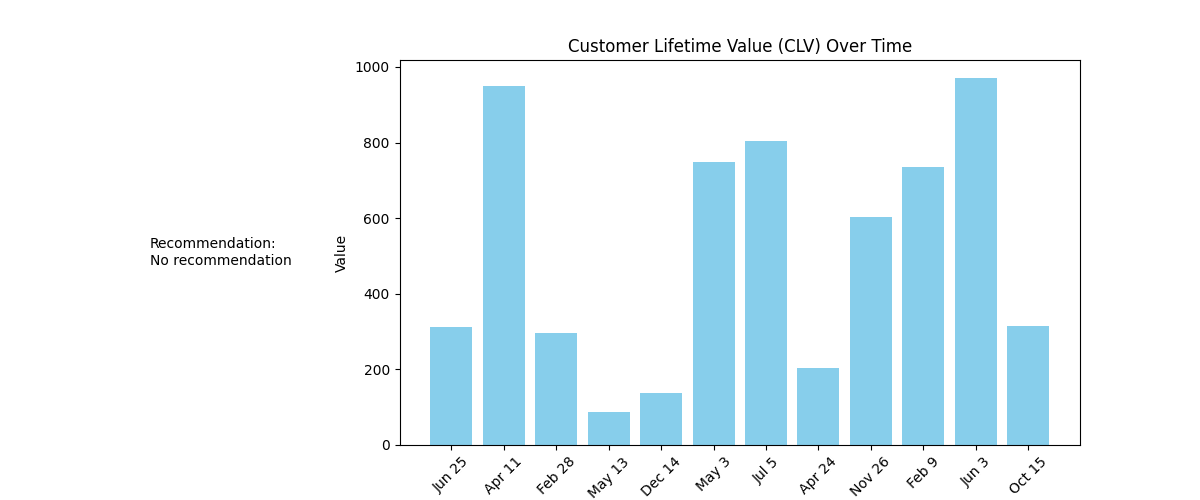 Customer Lifetime Value (CLV) Over Time
Recommendation:
No recommendation
Value
1000
800
600
400
200
0
Jun 25
Apr 11
Feb 28
May 13
Dec 14
May 3
Jul 5
Apr 24
Nov 26
Feb 9
Jun 3
Oct 15